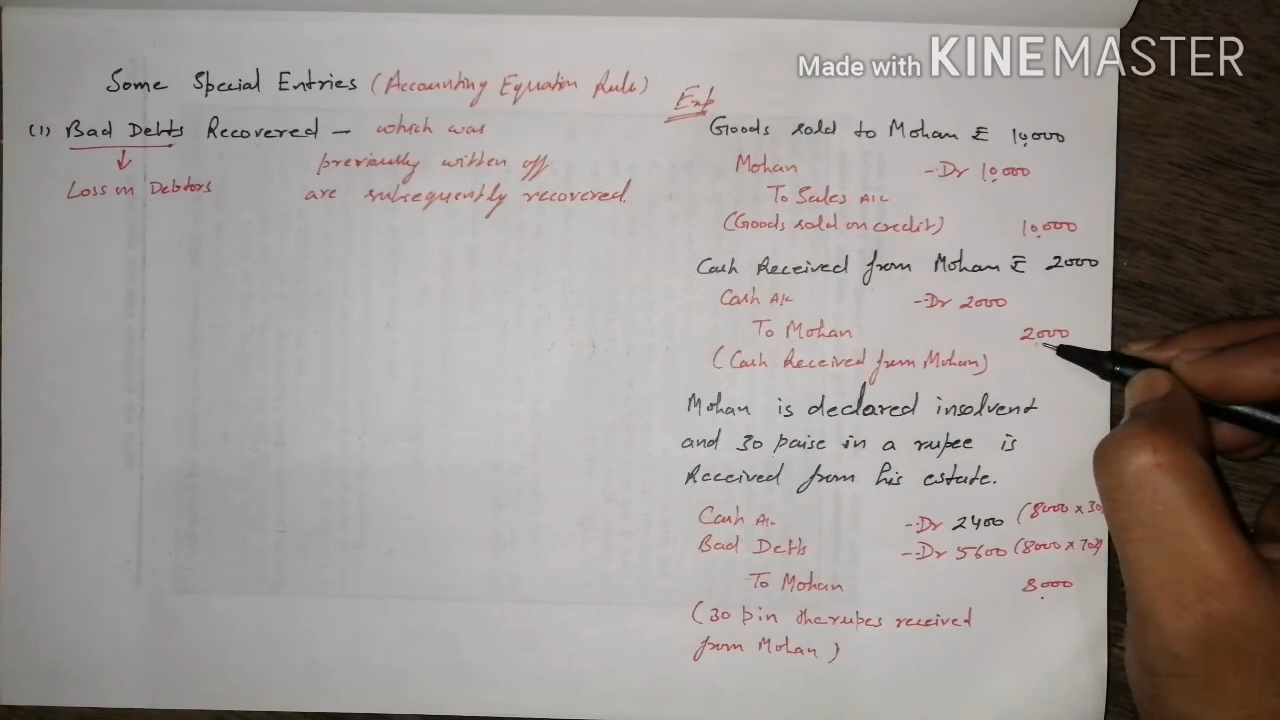 Made with KINEMASTER
Some Special Entries (Accounting Equation Rule)
(1) Bad Debts Recovered – which was
previously written off
are subsequently recovered.
↓
Loss on Debtors
Exp
Goods sold to Mohan ₹ 10,000
Mohan --Dr 10,000
To Sales A/c
(Goods sold on credit) 10,000
Cash Received from Mohan ₹ 2000
Cash A/c --Dr 2000
To Mohan 2000
(Cash Received from Mohan)
Mohan is declared insolvent
and 30 paise in a rupee is
Received from his estate.
Cash A/c --Dr 2400 (8000 x 30
Bad Debts --Dr 5600 (8000 x 70%)
To Mohan 8,000
(30 p in the rupes received
from Mohan)